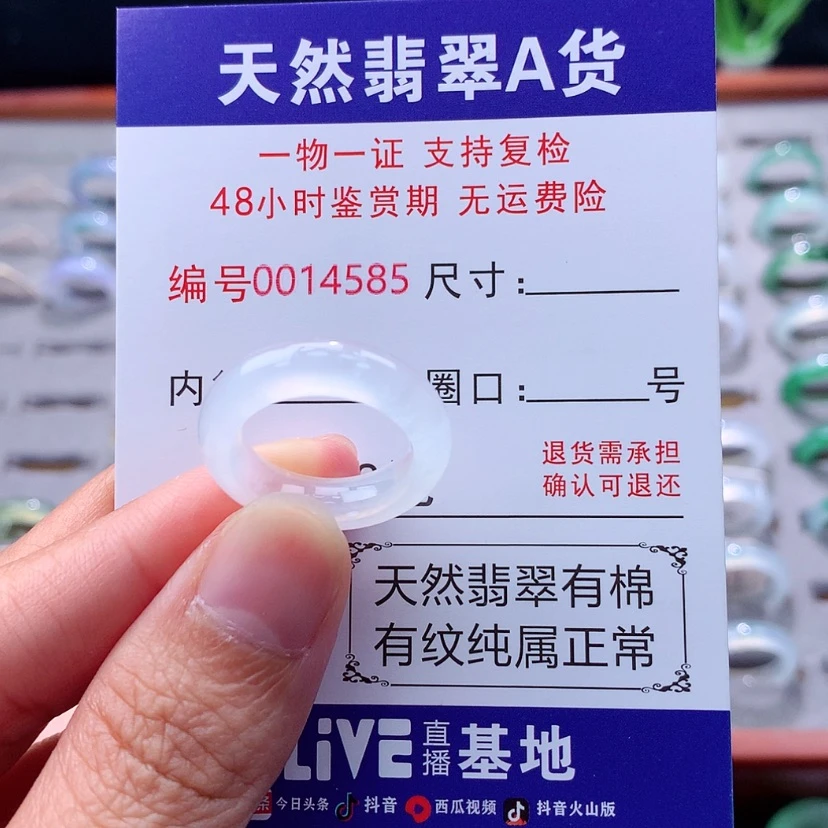 天然翡翠A货
一物一证 支持复检
48小时鉴赏期 无运费险
编号0014585 尺寸:
内 圈口: 号
退货需承担
确认可退还
天然翡翠有棉
有纹纯属正常
LiVE 直播 基地
今日头条 抖音 西瓜视频 抖音火山版